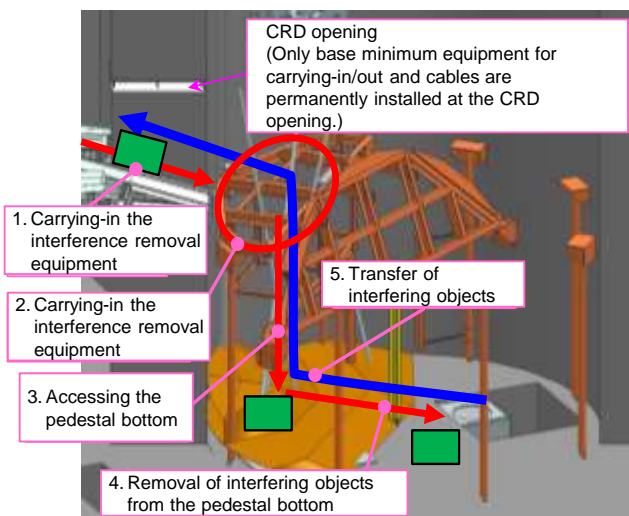 CRD opening
(Only base minimum equipment for
carrying-in/out and cables are
permanently installed at the CRD
opening.)
1. Carrying-in the
interference removal
equipment
2. Carrying-in the
interference removal
equipment
3. Accessing the
pedestal bottom
5. Transfer of
interfering objects
4. Removal of interfering objects
from the pedestal bottom